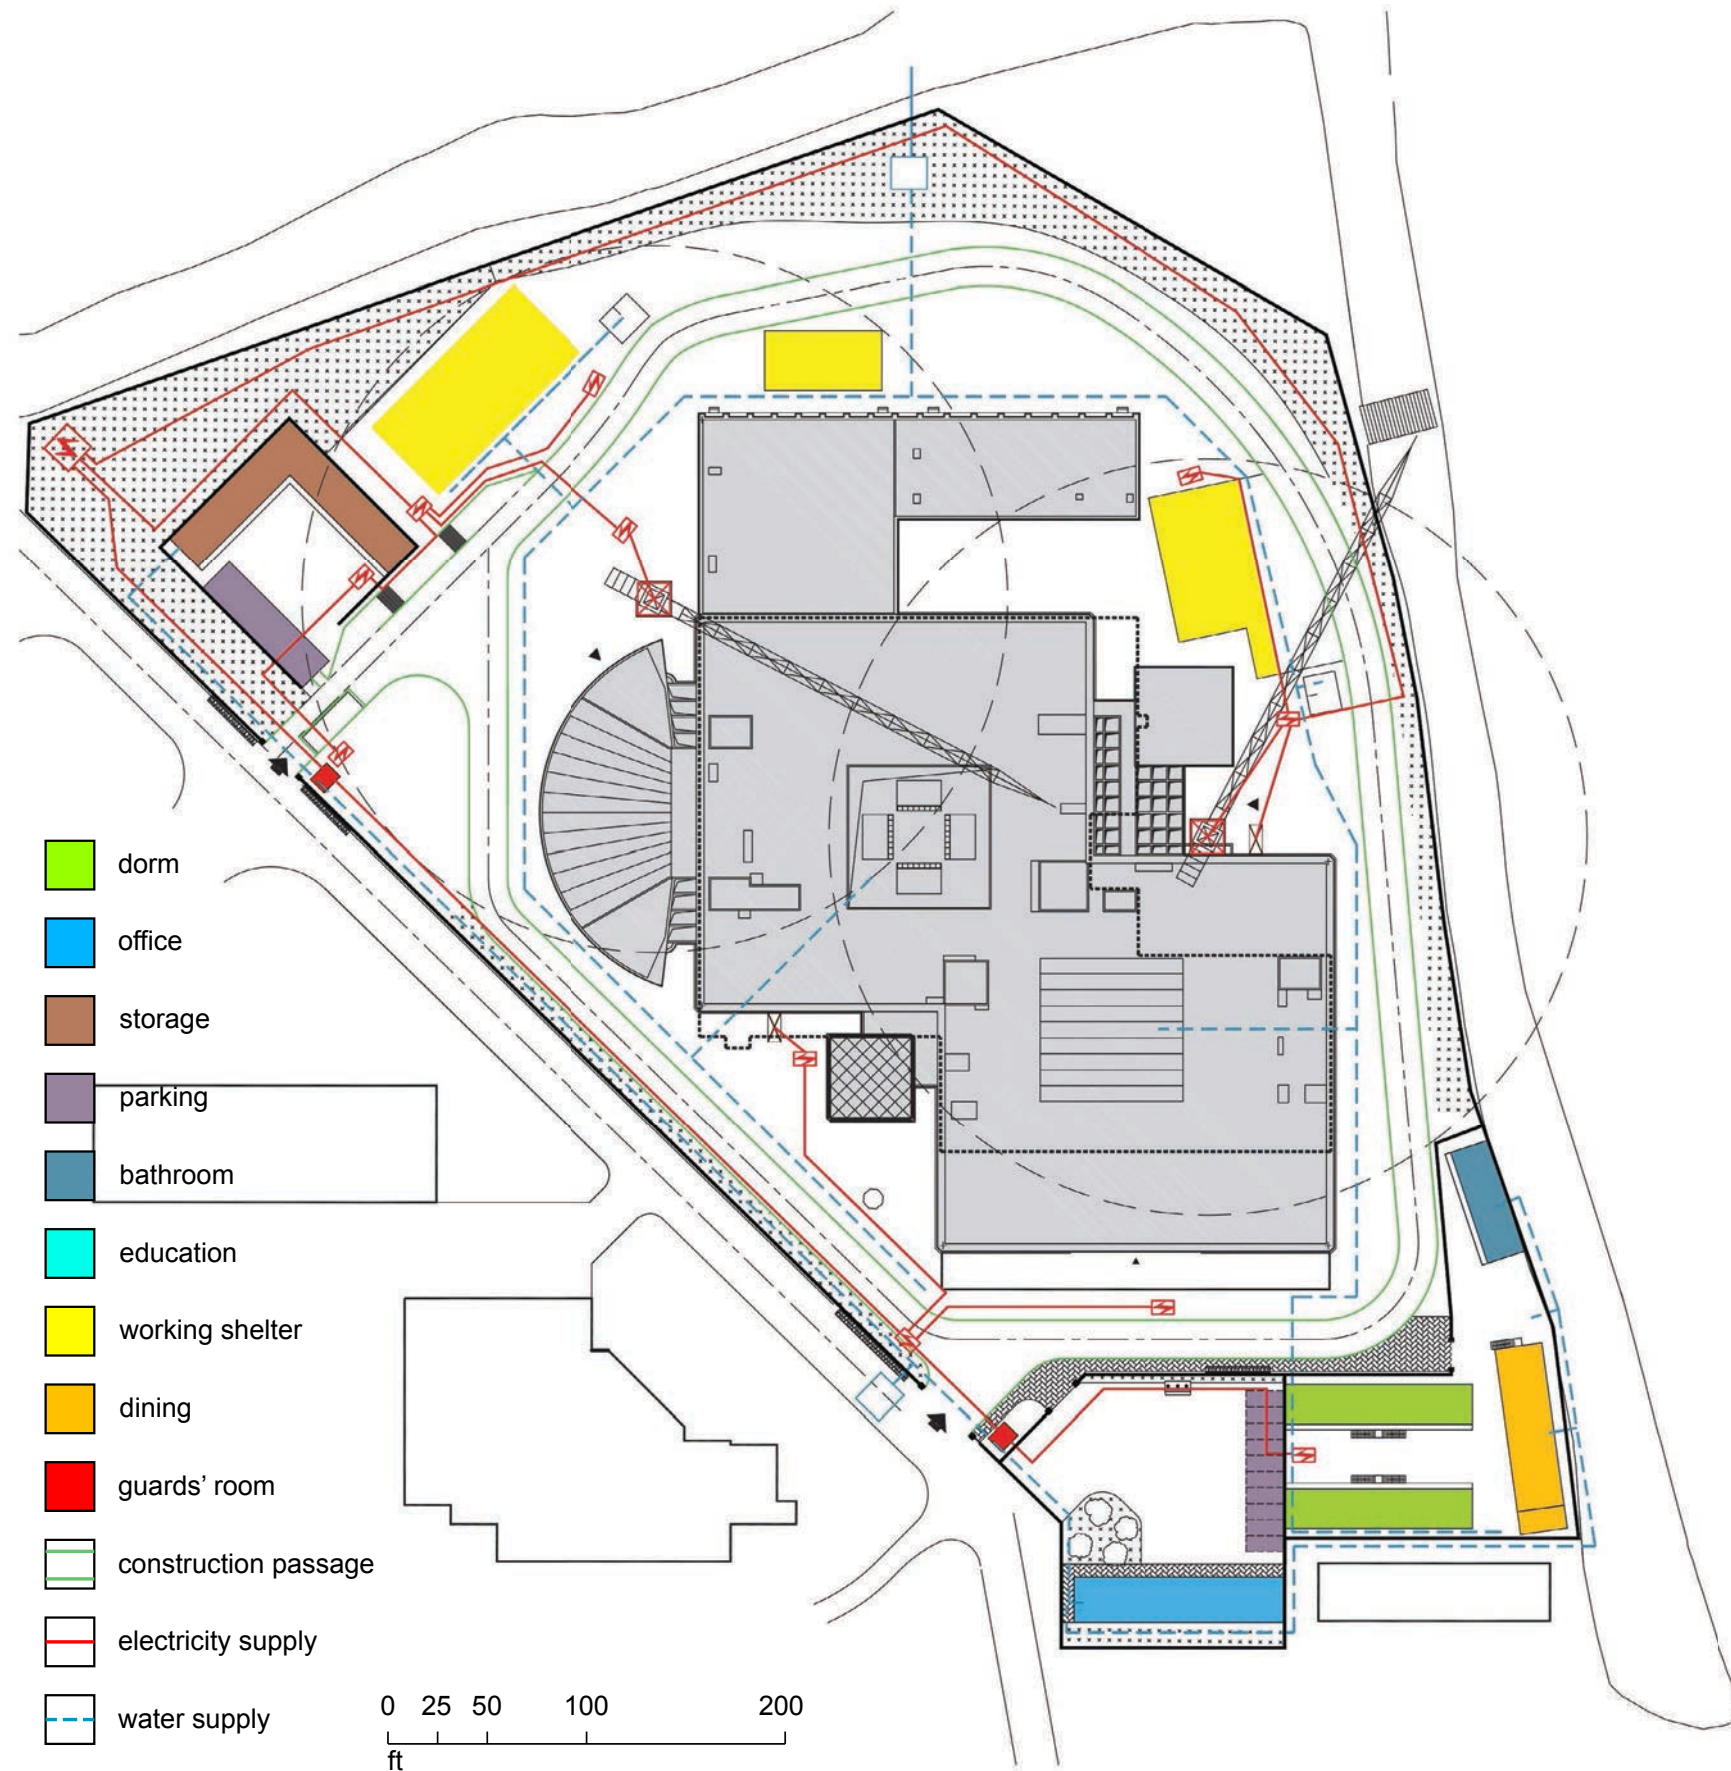 dorm
office
storage
parking
bathroom
education
working shelter
dining
guards’ room
construction passage
electricity supply
water supply
0 25 50 100 200
ft